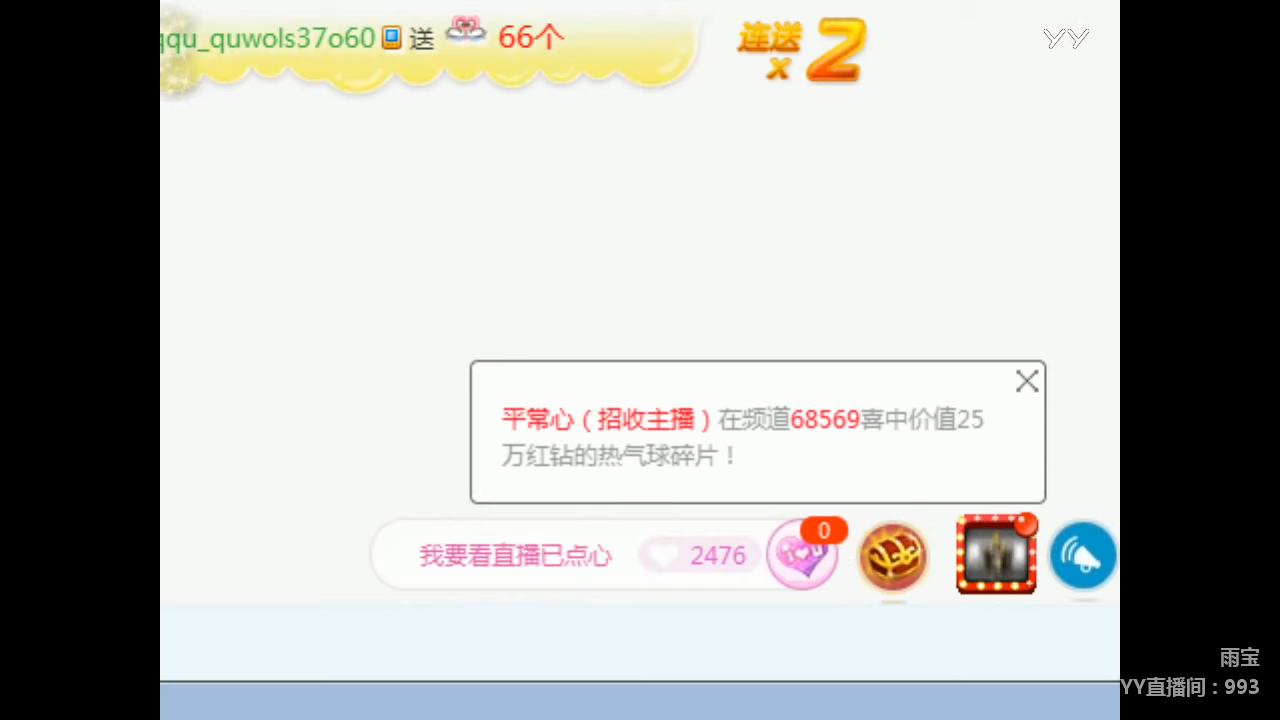 qqu_quwols37o60 送 66个
连送 x 2
YY
平常心（招收主播）在频道68569喜中价值25
万红钻的热气球碎片！
我要看直播已点心 2476 0
雨宝
YY直播间：993